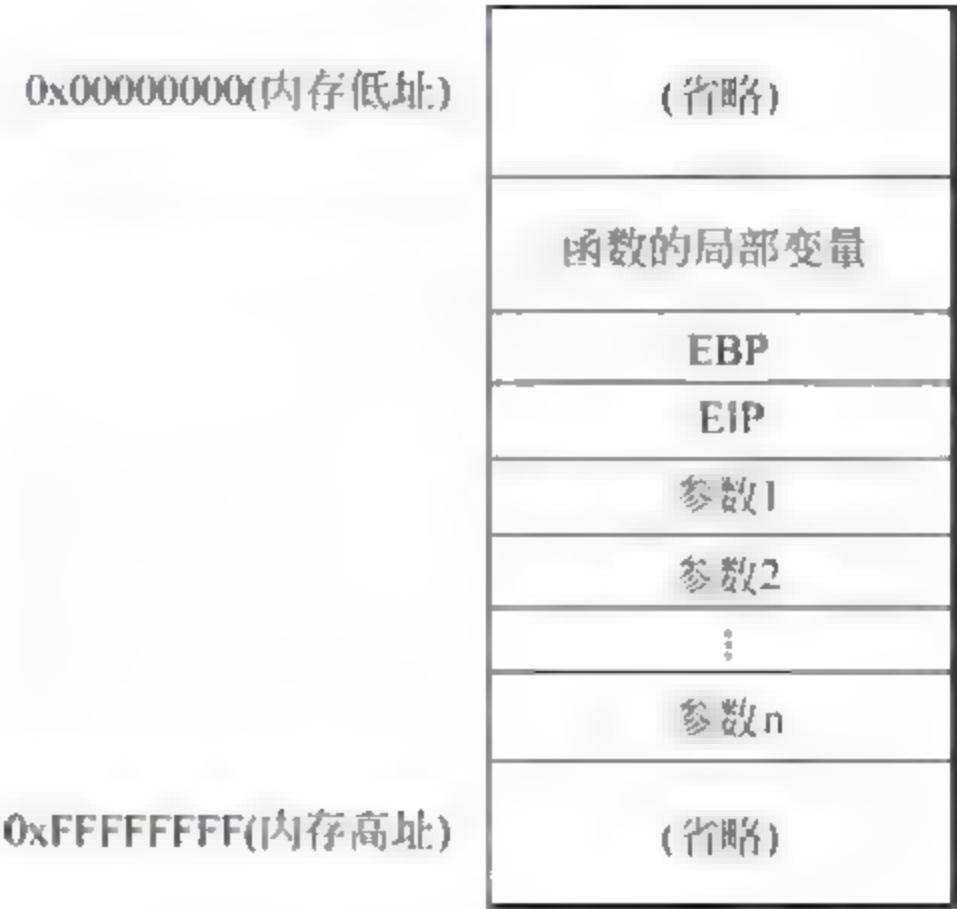 0x00000000(内存低址)
(省略)
函数的局部变量
EBP
EIP
参数1
参数2
⋮
参数n
0xFFFFFFFF(内存高址)
(省略)